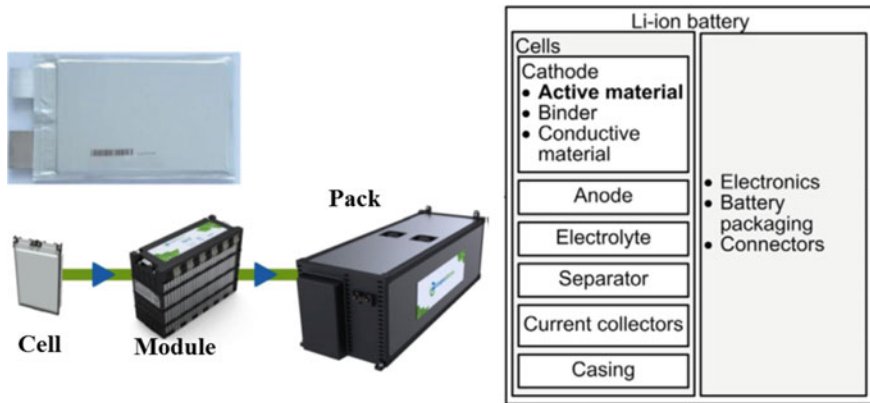 Pack
Cell
Module
Li-ion battery
Cells
Cathode
• Active material
• Binder
• Conductive
material
Anode
Electrolyte
Separator
Current collectors
Casing
• Electronics
• Battery
packaging
• Connectors